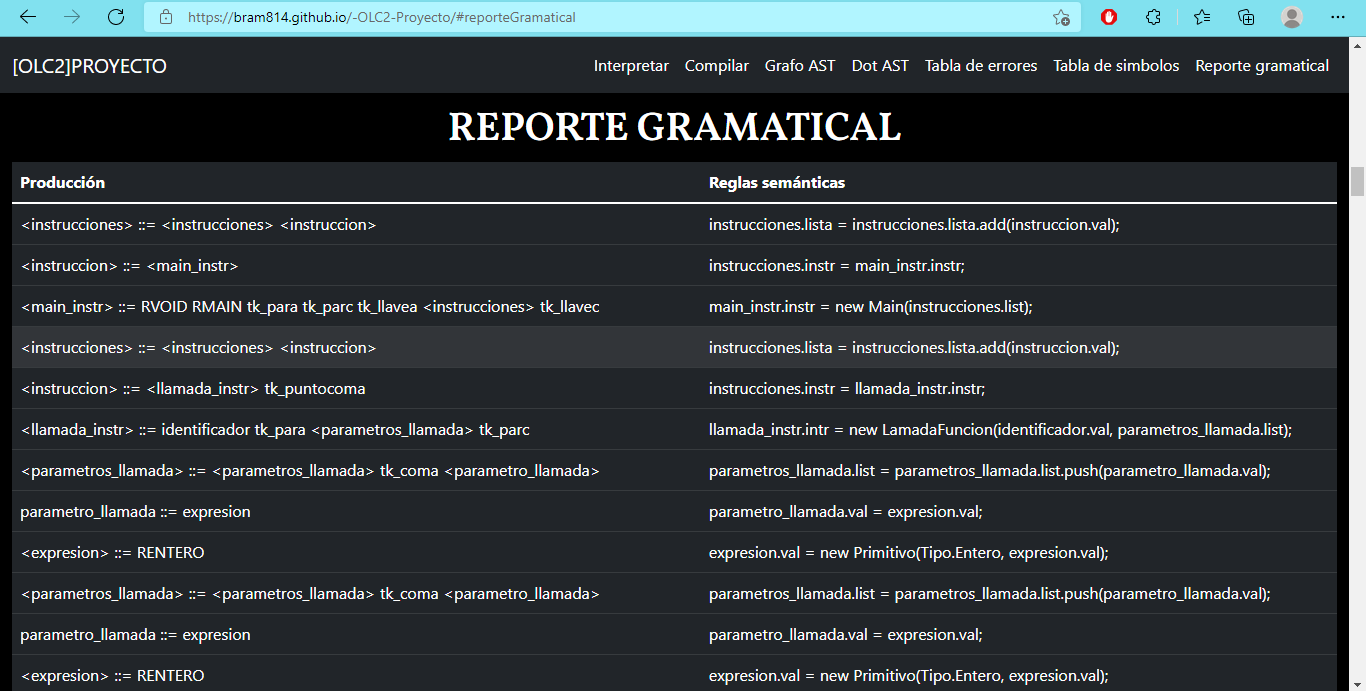 https://bram814.github.io/-OLC2-Proyecto/#reporteGramatical
[OLC2]PROYECTO Interpretar Compilar Grafo AST Dot AST Tabla de errores Tabla de simbolos Reporte gramatical
REPORTE GRAMATICAL
Producción Reglas semánticas
<instrucciones> ::= <instrucciones> <instruccion> instrucciones.lista = instrucciones.lista.add(instruccion.val);
<instruccion> ::= <main_instr> instrucciones.instr = main_instr.instr;
<main_instr> ::= RVOID RMAIN tk_para tk_parc tk_llavea <instrucciones> tk_llavec main_instr.instr = new Main(instrucciones.list);
<instrucciones> ::= <instrucciones> <instruccion> instrucciones.lista = instrucciones.lista.add(instruccion.val);
<instruccion> ::= <llamada_instr> tk_puntocoma instrucciones.instr = llamada_instr.instr;
<llamada_instr> ::= identificador tk_para <parametros_llamada> tk_parc llamada_instr.intr = new LamadaFuncion(identificador.val, parametros_llamada.list);
<parametros_llamada> ::= <parametros_llamada> tk_coma <parametro_llamada> parametros_llamada.list = parametros_llamada.list.push(parametro_llamada.val);
parametro_llamada ::= expresion parametro_llamada.val = expresion.val;
<expresion> ::= RENTERO expresion.val = new Primitivo(Tipo.Entero, expresion.val);
<parametros_llamada> ::= <parametros_llamada> tk_coma <parametro_llamada> parametros_llamada.list = parametros_llamada.list.push(parametro_llamada.val);
parametro_llamada ::= expresion parametro_llamada.val = expresion.val;
<expresion> ::= RENTERO expresion.val = new Primitivo(Tipo.Entero, expresion.val);